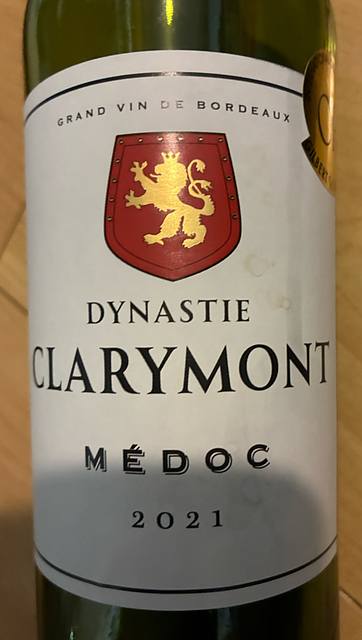 GRAND VIN DE BORDEAUX
DYNASTIE
CLARYMONT
MÉDOC
2021